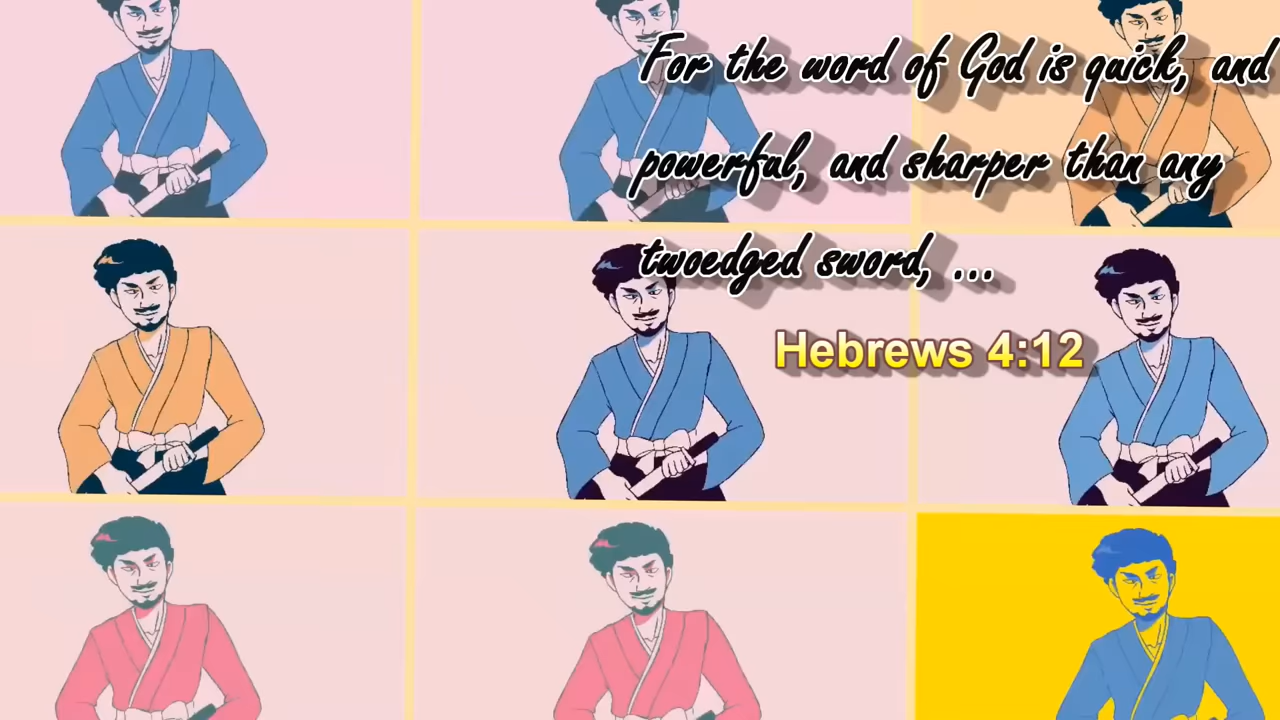 For the word of God is quick, and
powerful, and sharper than any
twoedged sword, ...
Hebrews 4:12